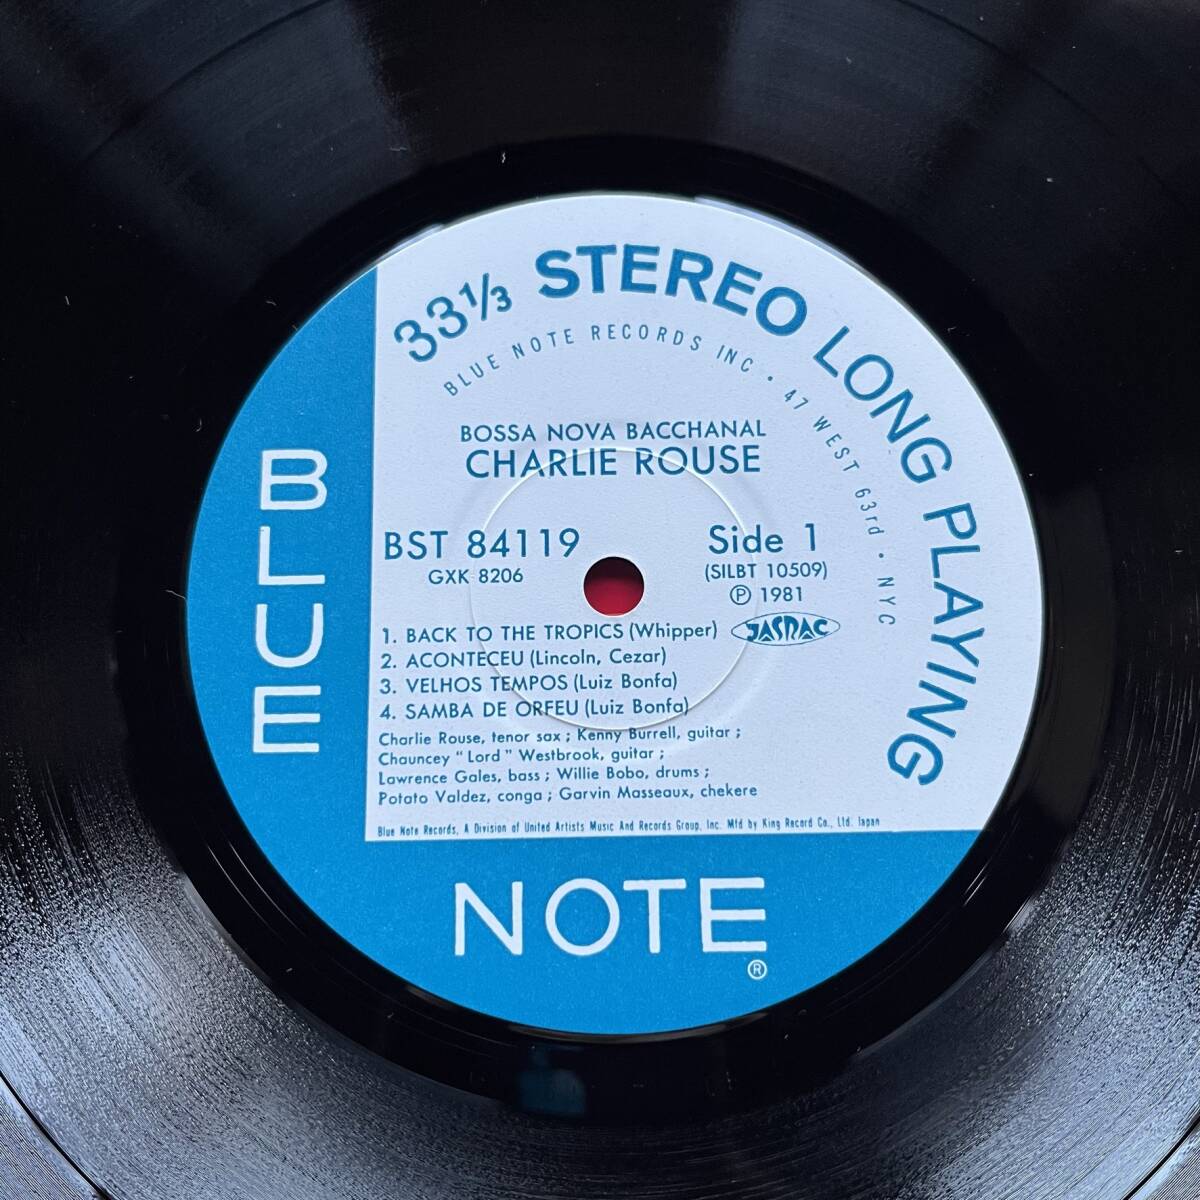 33⅓ STEREO LONG PLAYING
BLUE NOTE RECORDS INC • 47 WEST 63rd • NYC
BOSSA NOVA BACCHANAL
CHARLIE ROUSE
BST 84119
GXK 8206
Side 1
(SILBT 10509)
Ⓟ 1981
JASRAC
1. BACK TO THE TROPICS (Whipper)
2. ACONTECEU (Lincoln, Cezar)
3. VELHOS TEMPOS (Luiz Bonfa)
4. SAMBA DE ORFEU (Luiz Bonfa)
Charlie Rouse, tenor sax ; Kenny Burrell, guitar ;
Chauncey "Lord" Westbrook, guitar ;
Lawrence Gales, bass ; Willie Bobo, drums ;
Potato Valdez, conga ; Garvin Masseaux, chekere
Blue Note Records, A Division of United Artists Music And Records Group, Inc. Mfd by King Record Co., Ltd. Japan
BLUE
NOTE
®